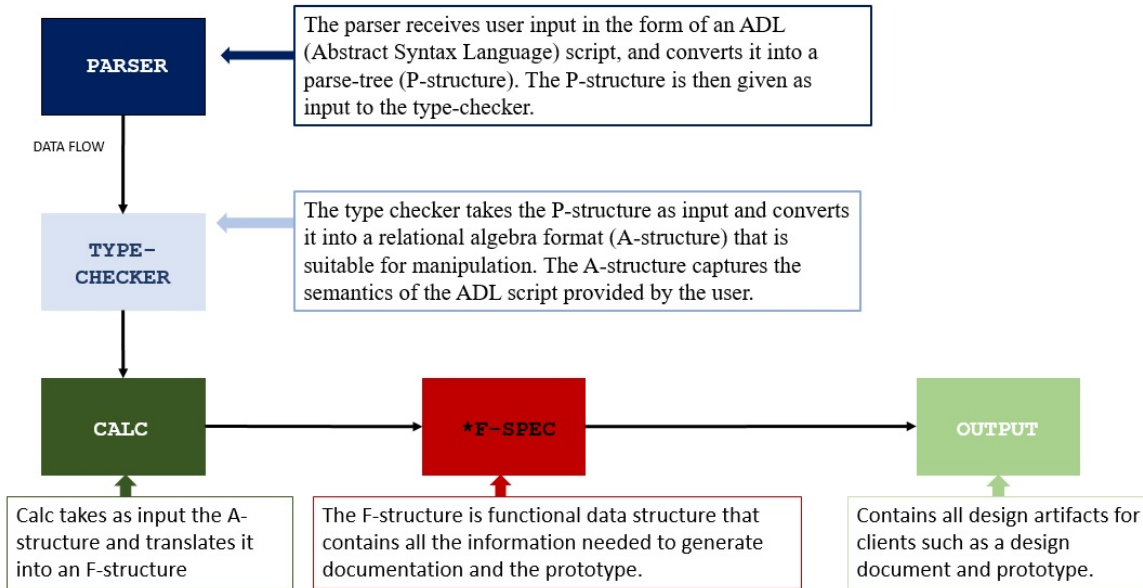 PARSER
The parser receives user input in the form of an ADL
(Abstract Syntax Language) script, and converts it into a
parse-tree (P-structure). The P-structure is then given as
input to the type-checker.
DATA FLOW
TYPE-
CHECKER
The type checker takes the P-structure as input and converts
it into a relational algebra format (A-structure) that is
suitable for manipulation. The A-structure captures the
semantics of the ADL script provided by the user.
CALC
*F-SPEC
OUTPUT
Calc takes as input the A-
structure and translates it
into an F-structure
The F-structure is functional data structure that
contains all the information needed to generate
documentation and the prototype.
Contains all design artifacts for
clients such as a design
document and prototype.